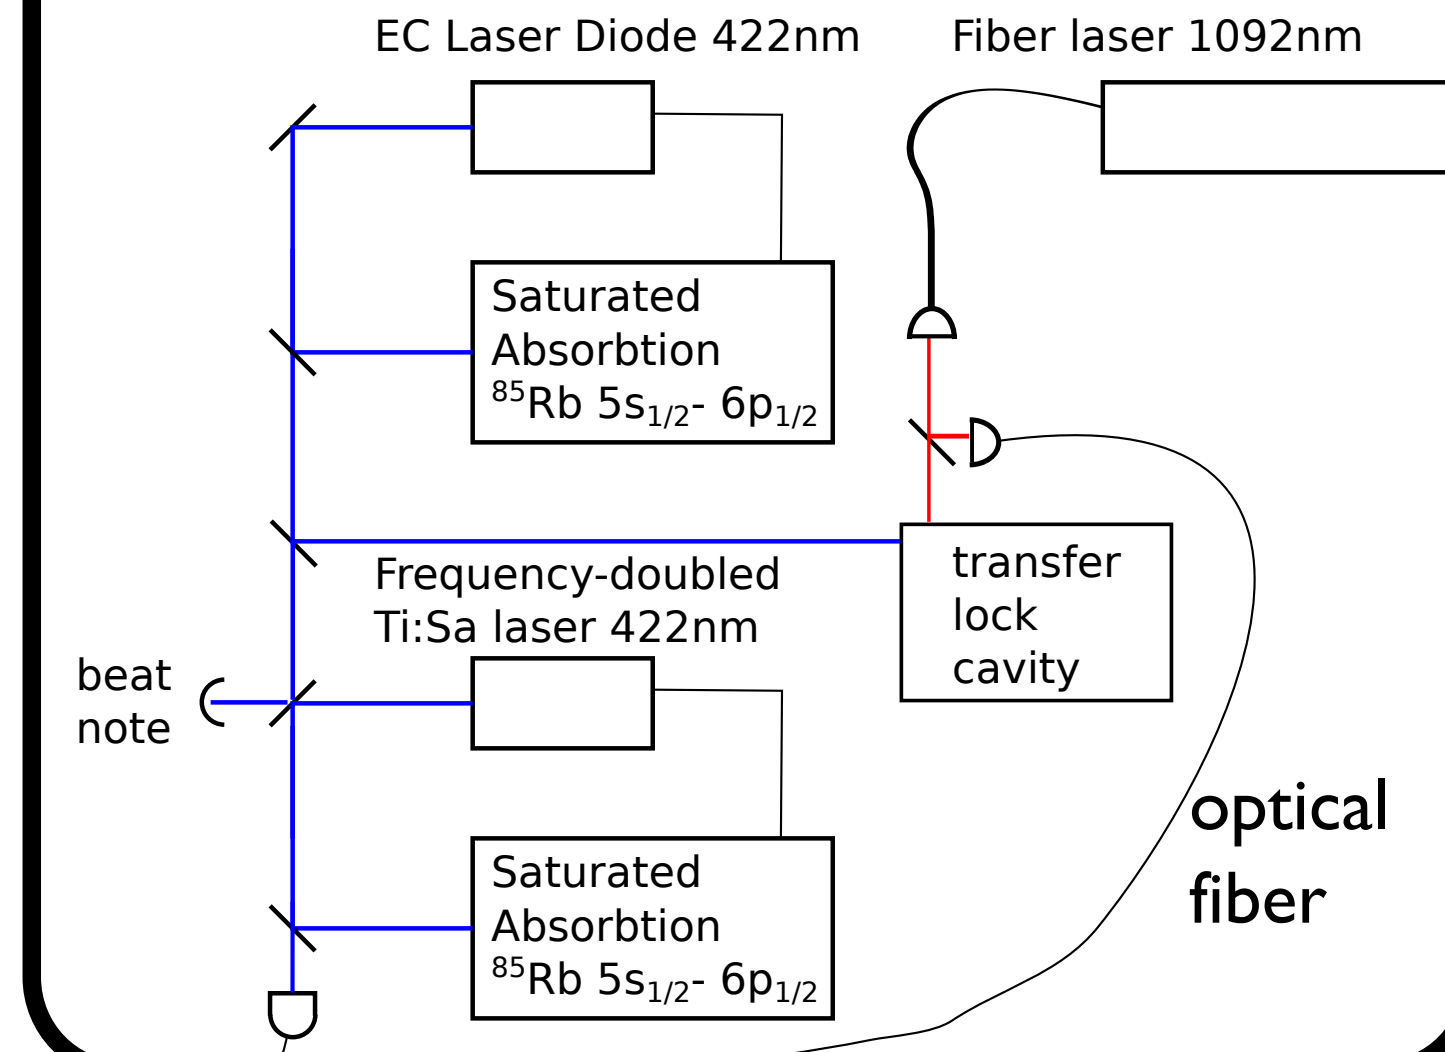 EC Laser Diode 422nm
Fiber laser 1092nm
Saturated
Absorbtion
⁸⁵Rb 5s₁/₂- 6p₁/₂
Frequency-doubled
Ti:Sa laser 422nm
transfer
lock
cavity
beat
note
optical
fiber
Saturated
Absorbtion
⁸⁵Rb 5s₁/₂- 6p₁/₂